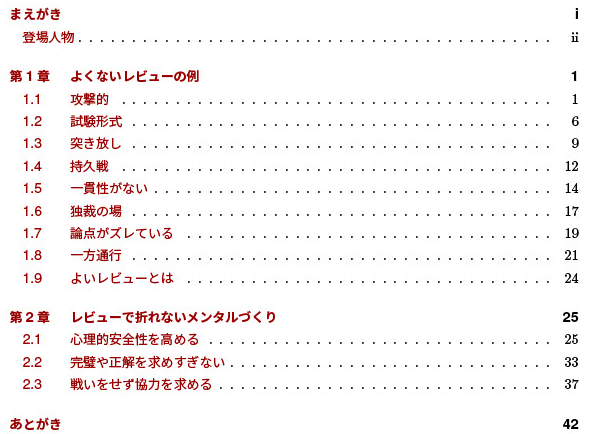 まえがき i
登場人物 . . . . . . . . . . . . . . . . . . . . . . . . . . . . . . . . . . . . . . . . . . . . ii
第 1 章 よくないレビューの例 1
1.1 攻撃的 . . . . . . . . . . . . . . . . . . . . . . . . . . . . . . . . . . . . . . . . 1
1.2 試験形式 . . . . . . . . . . . . . . . . . . . . . . . . . . . . . . . . . . . . . . . 6
1.3 突き放し . . . . . . . . . . . . . . . . . . . . . . . . . . . . . . . . . . . . . . . 9
1.4 持久戦 . . . . . . . . . . . . . . . . . . . . . . . . . . . . . . . . . . . . . . . . 12
1.5 一貫性がない . . . . . . . . . . . . . . . . . . . . . . . . . . . . . . . . . . . . . 14
1.6 独裁の場 . . . . . . . . . . . . . . . . . . . . . . . . . . . . . . . . . . . . . . . 17
1.7 論点がズレている . . . . . . . . . . . . . . . . . . . . . . . . . . . . . . . . . . 19
1.8 一方通行 . . . . . . . . . . . . . . . . . . . . . . . . . . . . . . . . . . . . . . . 21
1.9 よいレビューとは . . . . . . . . . . . . . . . . . . . . . . . . . . . . . . . . . . 24
第 2 章 レビューで折れないメンタルづくり 25
2.1 心理的安全性を高める . . . . . . . . . . . . . . . . . . . . . . . . . . . . . . . . 25
2.2 完璧や正解を求めすぎない . . . . . . . . . . . . . . . . . . . . . . . . . . . . . . 33
2.3 戦いをせず協力を求める . . . . . . . . . . . . . . . . . . . . . . . . . . . . . . . 37
あとがき 42